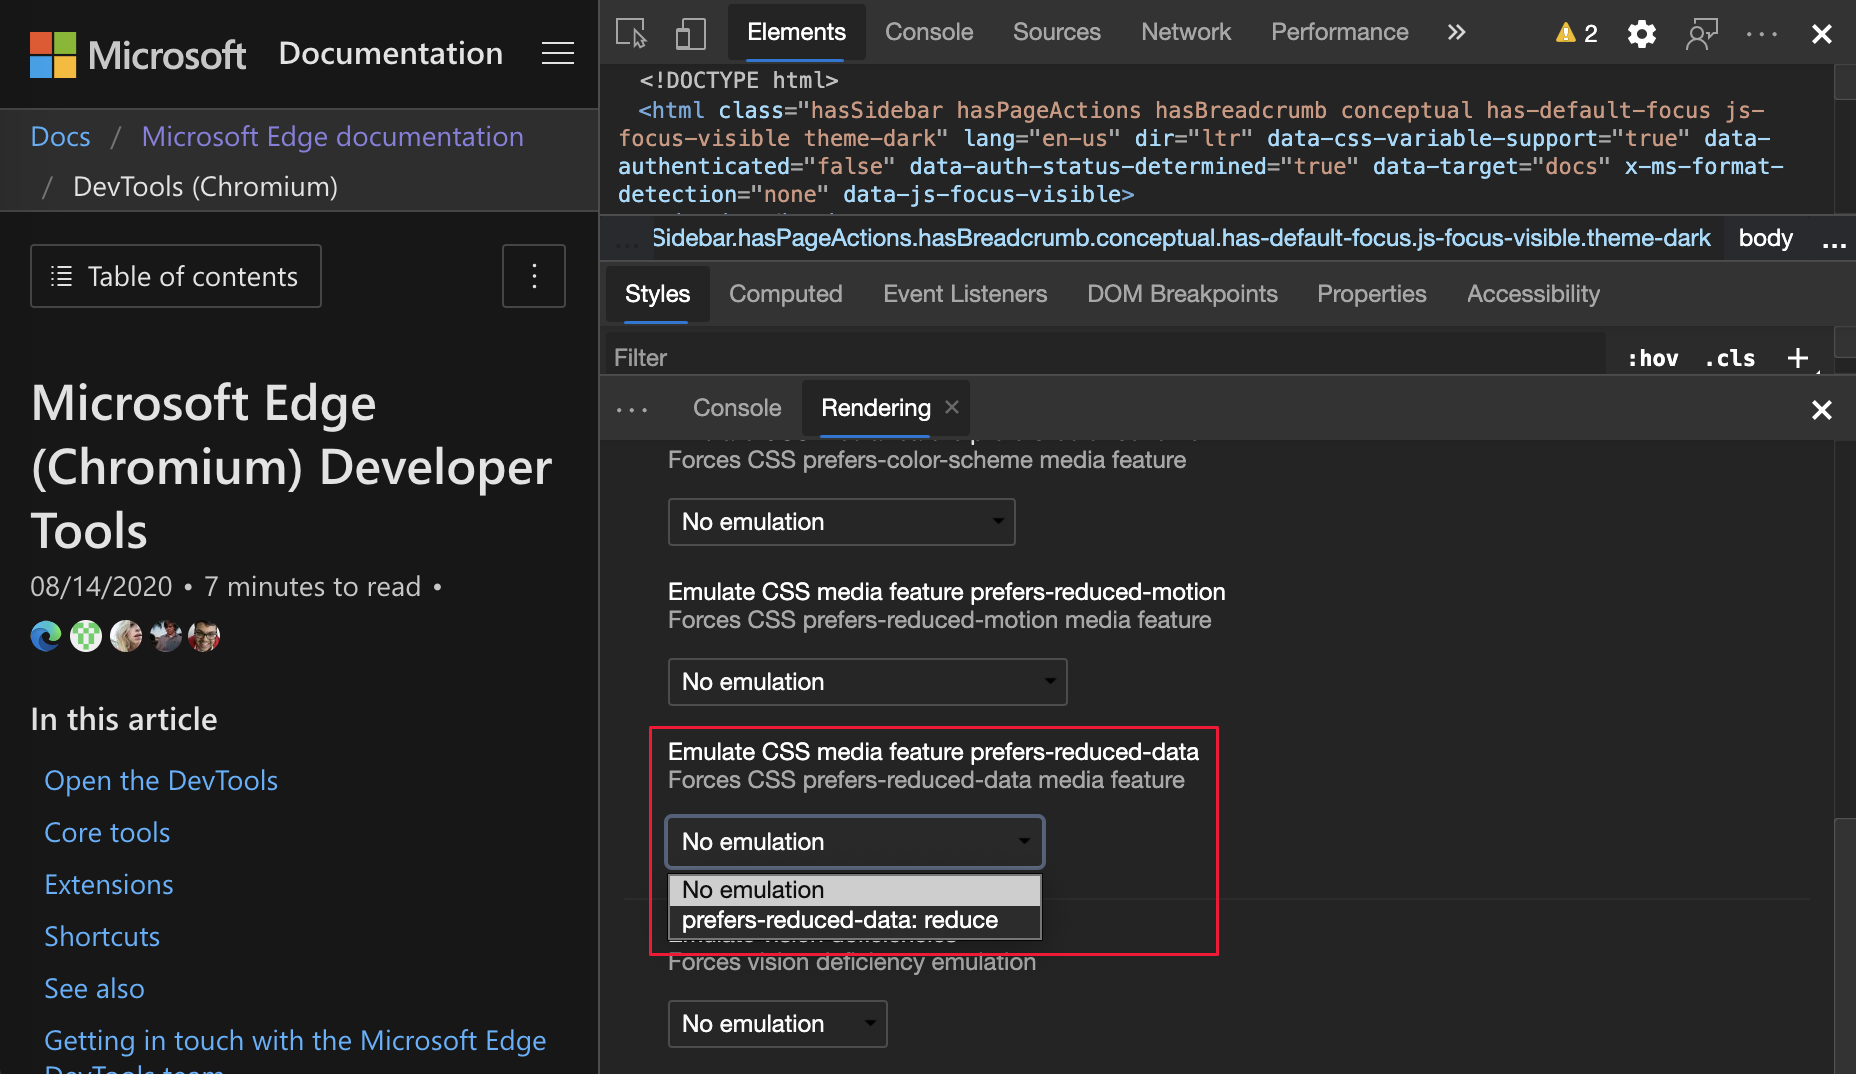 Microsoft Documentation
Docs / Microsoft Edge documentation
/ DevTools (Chromium)
Table of contents
Microsoft Edge
(Chromium) Developer
Tools
08/14/2020 • 7 minutes to read •
In this article
Open the DevTools
Core tools
Extensions
Shortcuts
See also
Getting in touch with the Microsoft Edge
DevTools team
Elements Console Sources Network Performance » 2
<!DOCTYPE html>
<html class="hasSidebar hasPageActions hasBreadcrumb conceptual has-default-focus js-
focus-visible theme-dark" lang="en-us" dir="ltr" data-css-variable-support="true" data-
authenticated="false" data-auth-status-determined="true" data-target="docs" x-ms-format-
detection="none" data-js-focus-visible>
... Sidebar.hasPageActions.hasBreadcrumb.conceptual.has-default-focus.js-focus-visible.theme-dark body ...
Styles Computed Event Listeners DOM Breakpoints Properties Accessibility
Filter :hov .cls +
Console Rendering
Forces CSS prefers-color-scheme media feature
No emulation
Emulate CSS media feature prefers-reduced-motion
Forces CSS prefers-reduced-motion media feature
No emulation
Emulate CSS media feature prefers-reduced-data
Forces CSS prefers-reduced-data media feature
No emulation
No emulation
prefers-reduced-data: reduce
Emulate vision deficiencies
Forces vision deficiency emulation
No emulation